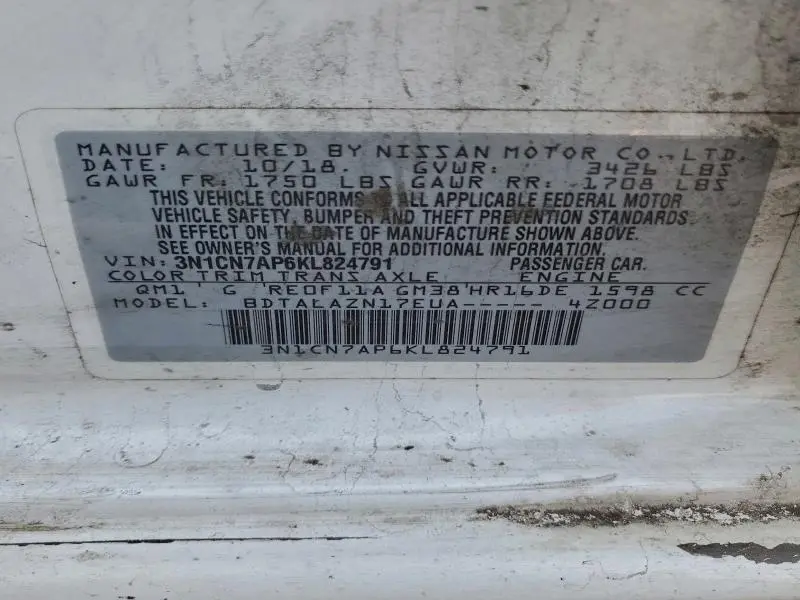 MANUFACTURED BY NISSAN MOTOR CO., LTD.
DATE: 10/18. GVWR: 3426 LBS
GAWR FR: 1750 LBS GAWR RR: 1708 LBS
THIS VEHICLE CONFORMS TO ALL APPLICABLE FEDERAL MOTOR
VEHICLE SAFETY, BUMPER AND THEFT PREVENTION STANDARDS
IN EFFECT ON THE DATE OF MANUFACTURE SHOWN ABOVE.
SEE OWNER'S MANUAL FOR ADDITIONAL INFORMATION.
VIN: 3N1CN7AP6KL824791 PASSENGER CAR.
COLOR TRIM TRANS AXLE ENGINE
QM1' G 'RE0F11A GM38'HR16DE 1598 CC
MODEL: BDTALAZN17EUA----- 4Z000
3N1CN7AP6KL824791